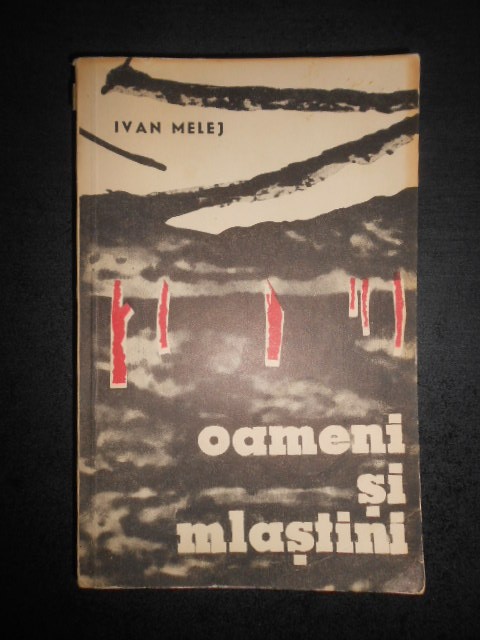 IVAN MELEJ
oameni
și
mlaștini